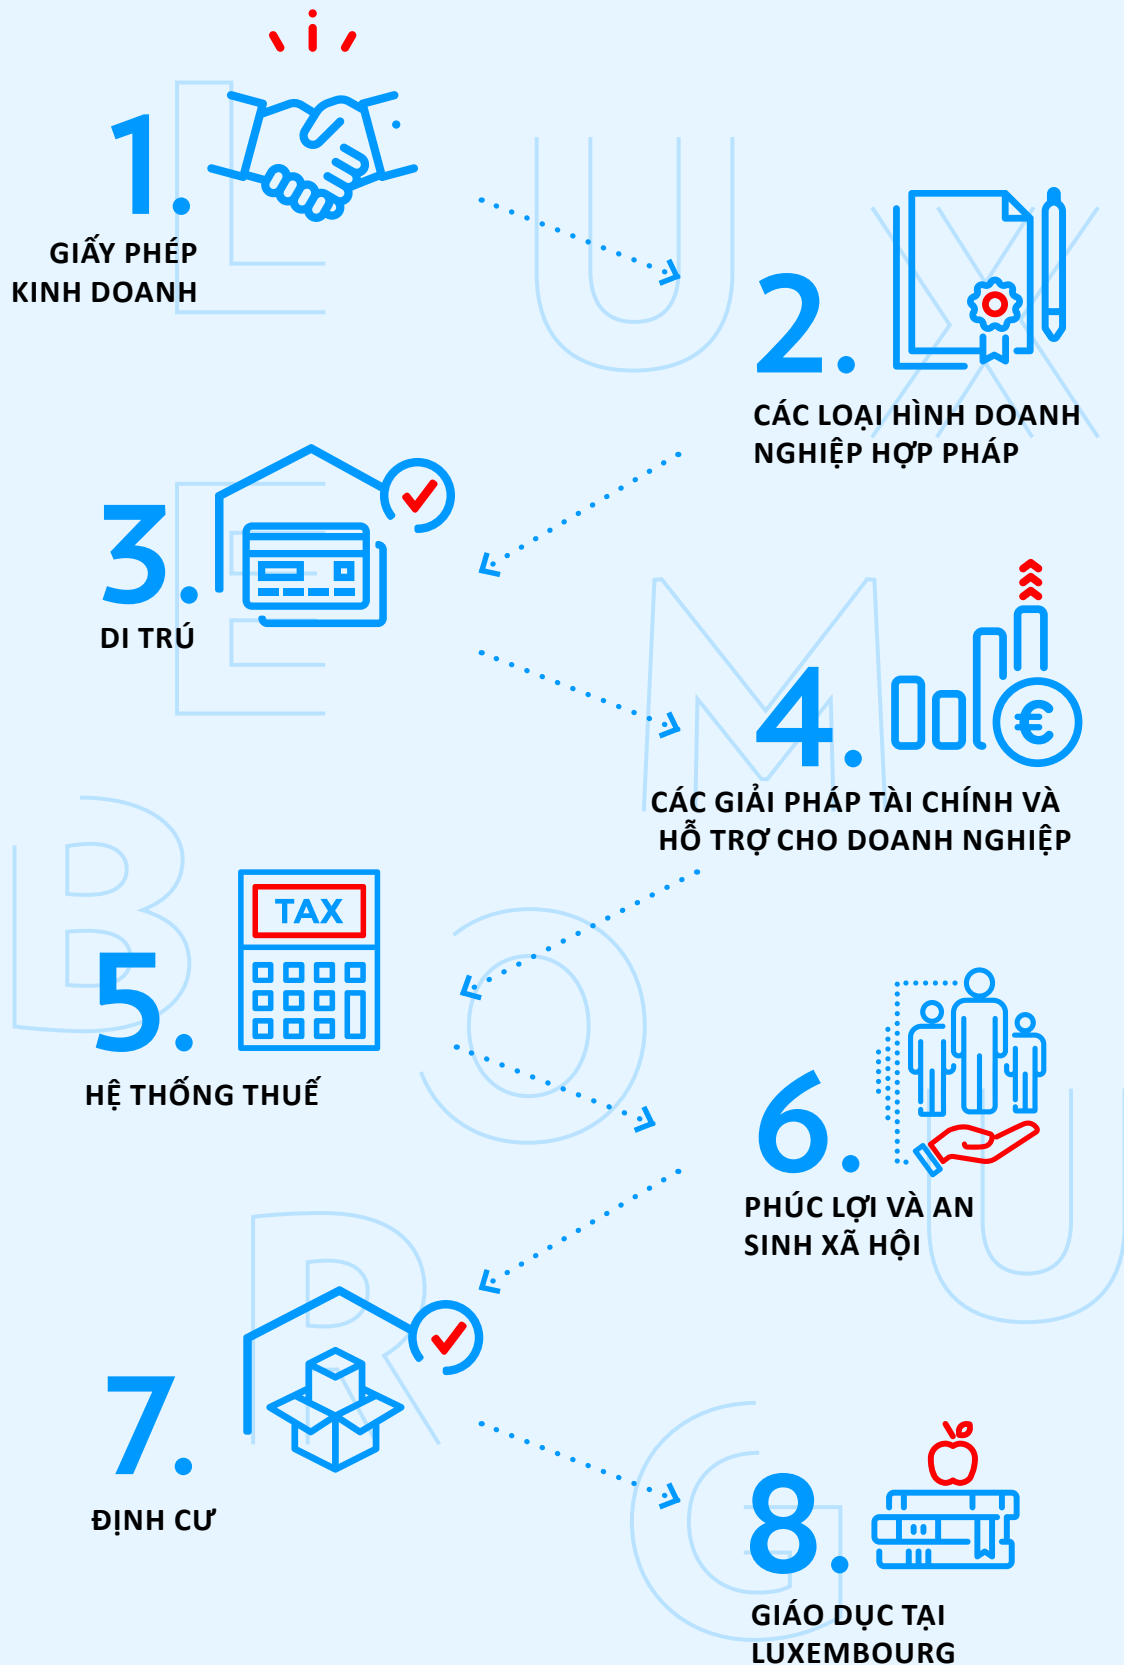 1.
GIẤY PHÉP
KINH DOANH
2.
CÁC LOẠI HÌNH DOANH
NGHIỆP HỢP PHÁP
3.
DI TRÚ
4.
€
CÁC GIẢI PHÁP TÀI CHÍNH VÀ
HỖ TRỢ CHO DOANH NGHIỆP
TAX
5.
HỆ THỐNG THUẾ
6.
PHÚC LỢI VÀ AN
SINH XÃ HỘI
7.
ĐỊNH CƯ
8.
GIÁO DỤC TẠI
LUXEMBOURG
L U X
E M
B O U
R G